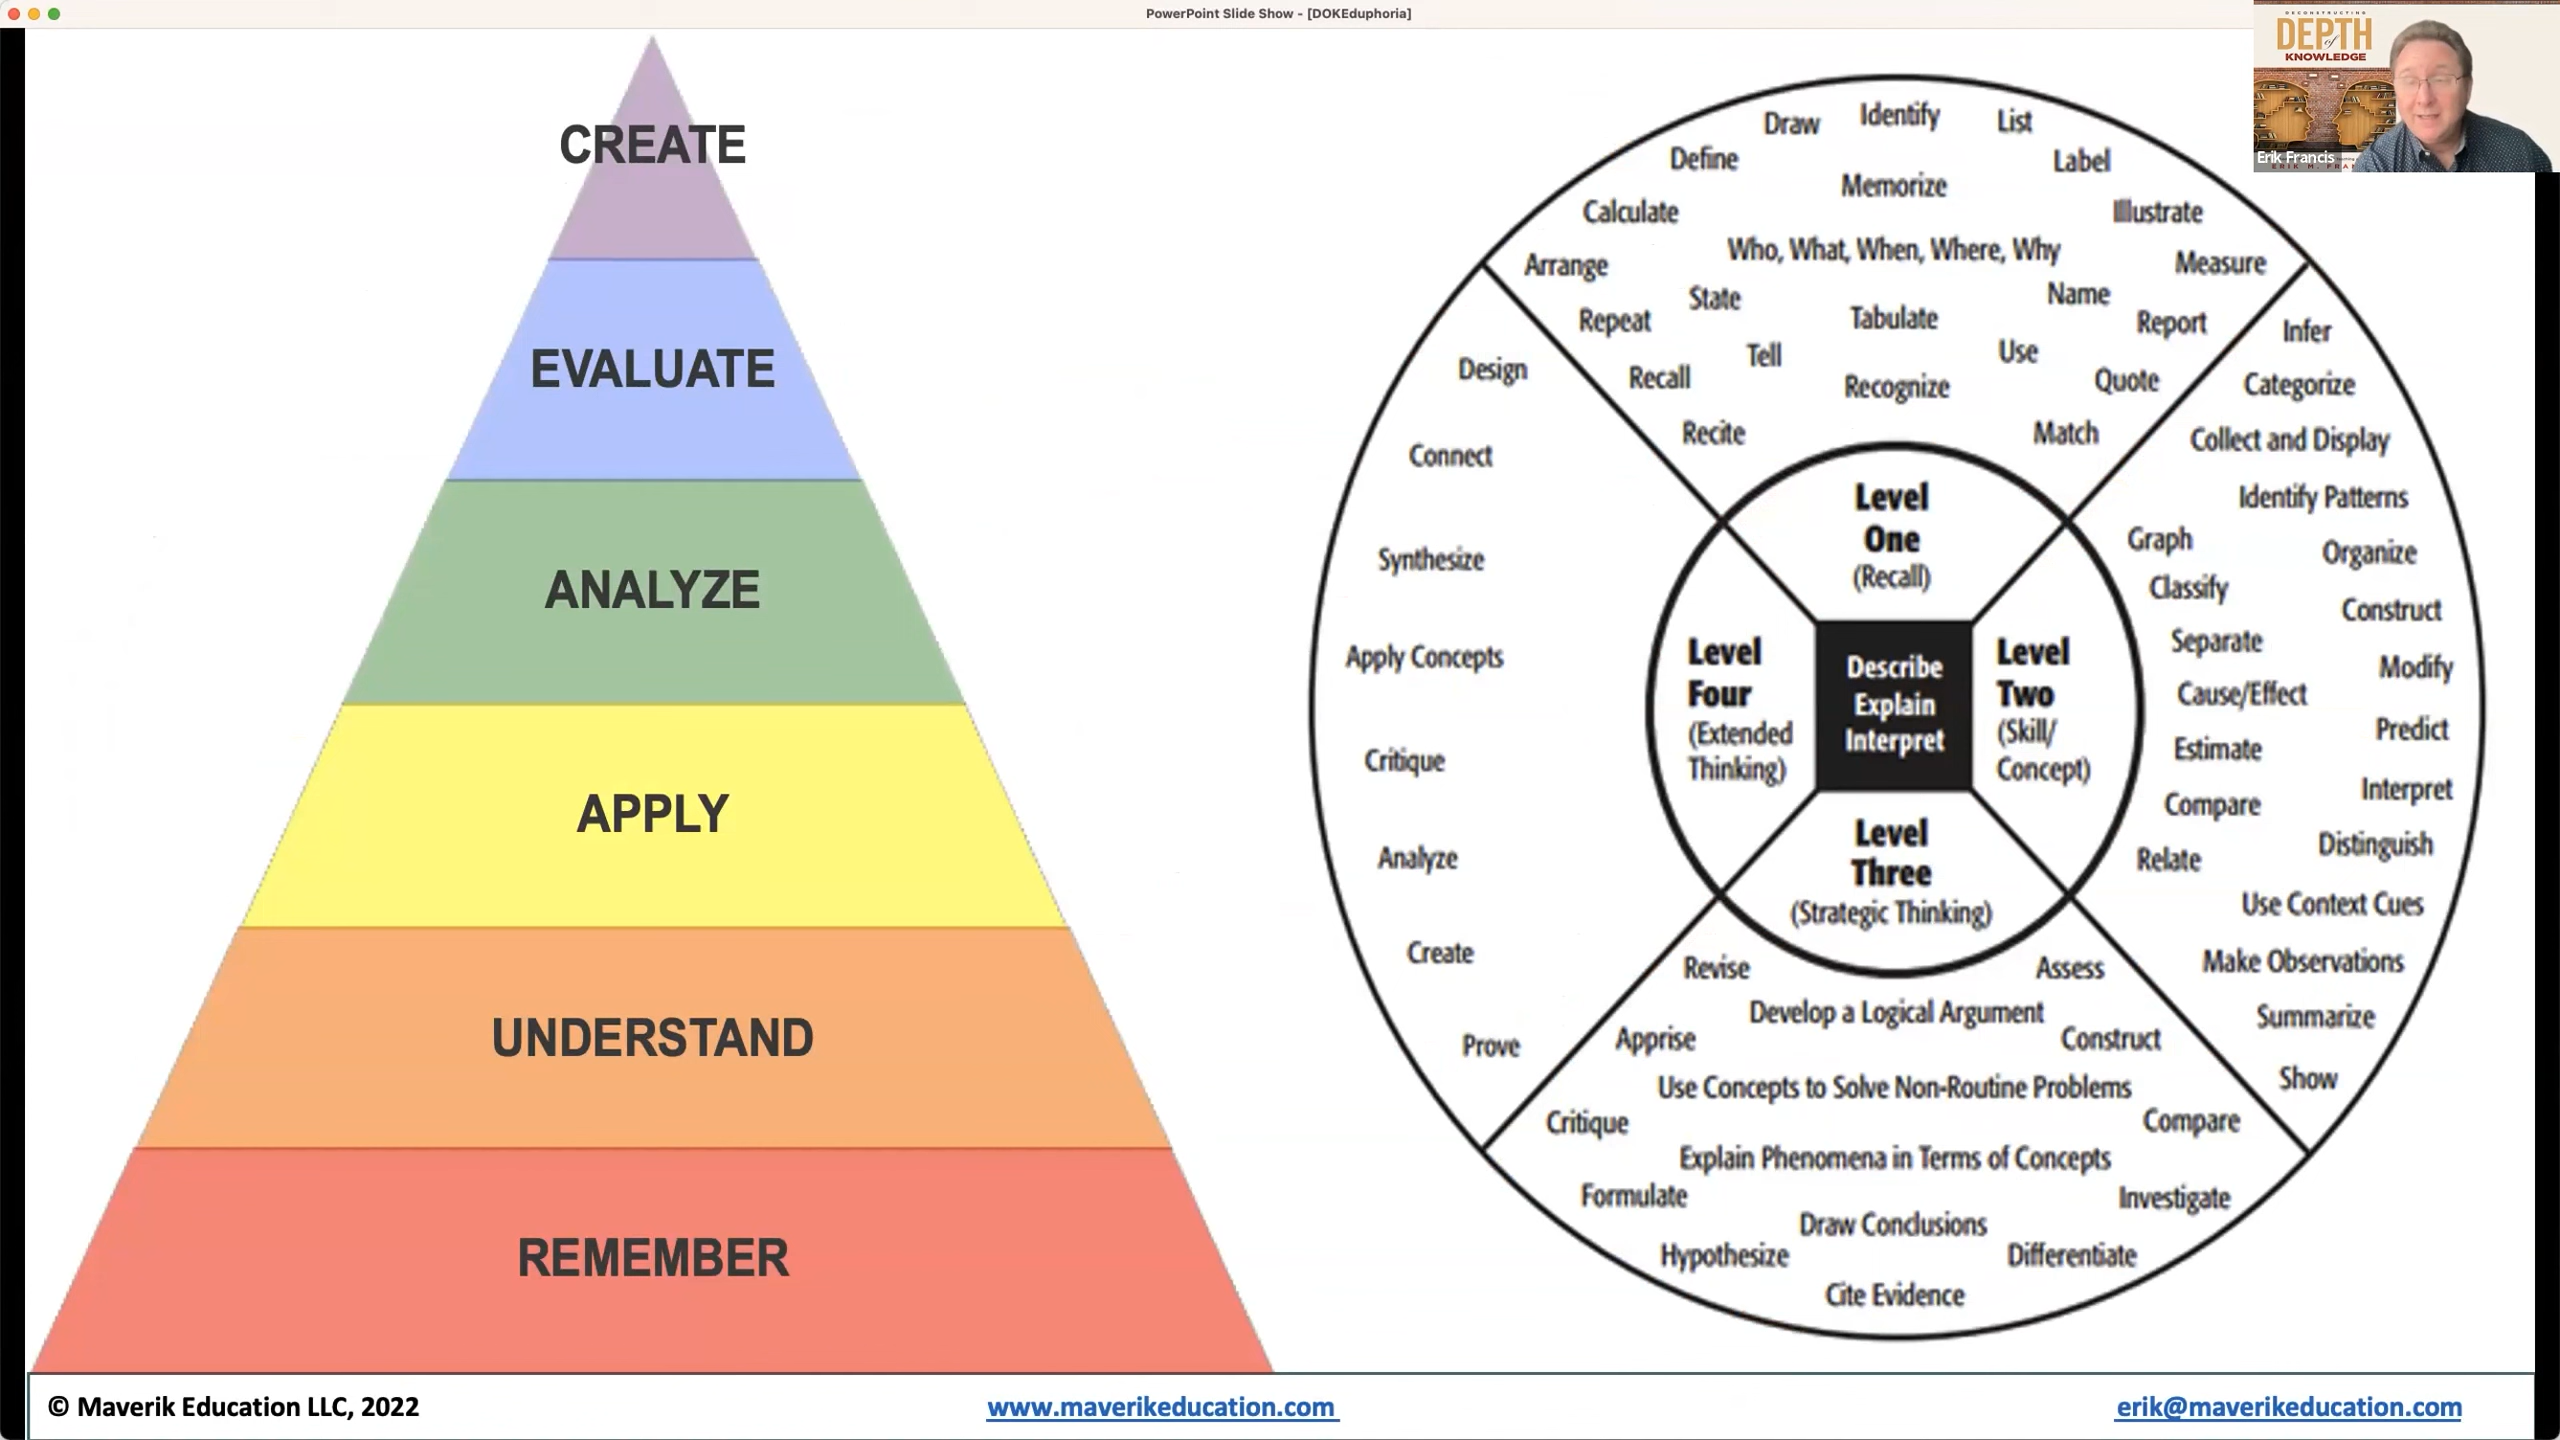 PowerPoint Slide Show - [DOKEduphoria]
DECONSTRUCTING
DEPTH
of
KNOWLEDGE
Erik Francis
CREATE
EVALUATE
ANALYZE
APPLY
UNDERSTAND
REMEMBER
Draw
Identify
List
Define
Label
Memorize
Calculate
Illustrate
Who, What, When, Where, Why
Arrange
Measure
State
Name
Repeat
Tabulate
Report
Tell
Use
Recall
Recognize
Quote
Recite
Match
Infer
Categorize
Collect and Display
Identify Patterns
Graph
Organize
Classify
Construct
Separate
Modify
Cause/Effect
Predict
Estimate
Interpret
Compare
Distinguish
Relate
Use Context Cues
Make Observations
Summarize
Show
Design
Connect
Synthesize
Apply Concepts
Critique
Analyze
Create
Prove
Level
One
(Recall)
Level
Four
(Extended
Thinking)
Describe
Explain
Interpret
Level
Two
(Skill/
Concept)
Level
Three
(Strategic Thinking)
Revise
Assess
Develop a Logical Argument
Apprise
Construct
Use Concepts to Solve Non-Routine Problems
Critique
Compare
Explain Phenomena in Terms of Concepts
Formulate
Investigate
Draw Conclusions
Hypothesize
Differentiate
Cite Evidence
© Maverik Education LLC, 2022
www.maverikeducation.com
erik@maverikeducation.com